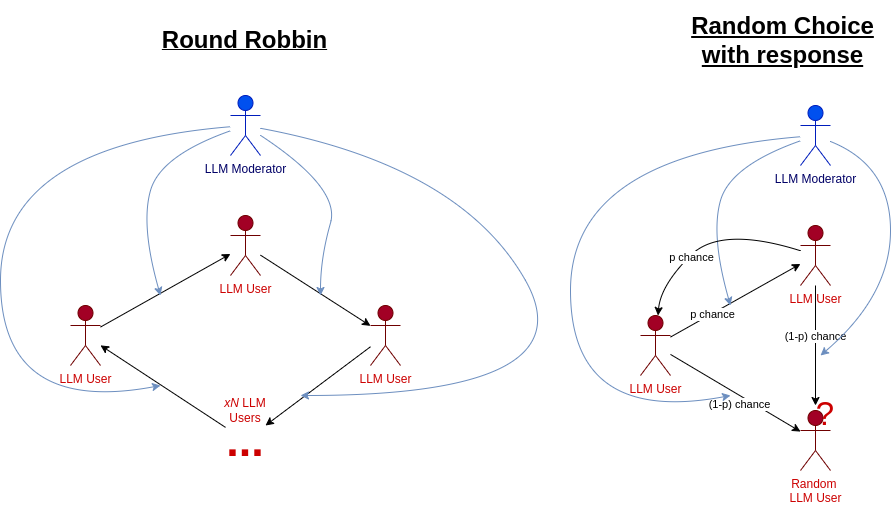 Round Robbin
LLM Moderator
LLM User
LLM User
LLM User
xN LLM
Users
...
Random Choice
with response
LLM Moderator
p chance
LLM User
p chance
(1-p) chance
LLM User
(1-p) chance
?
Random
LLM User